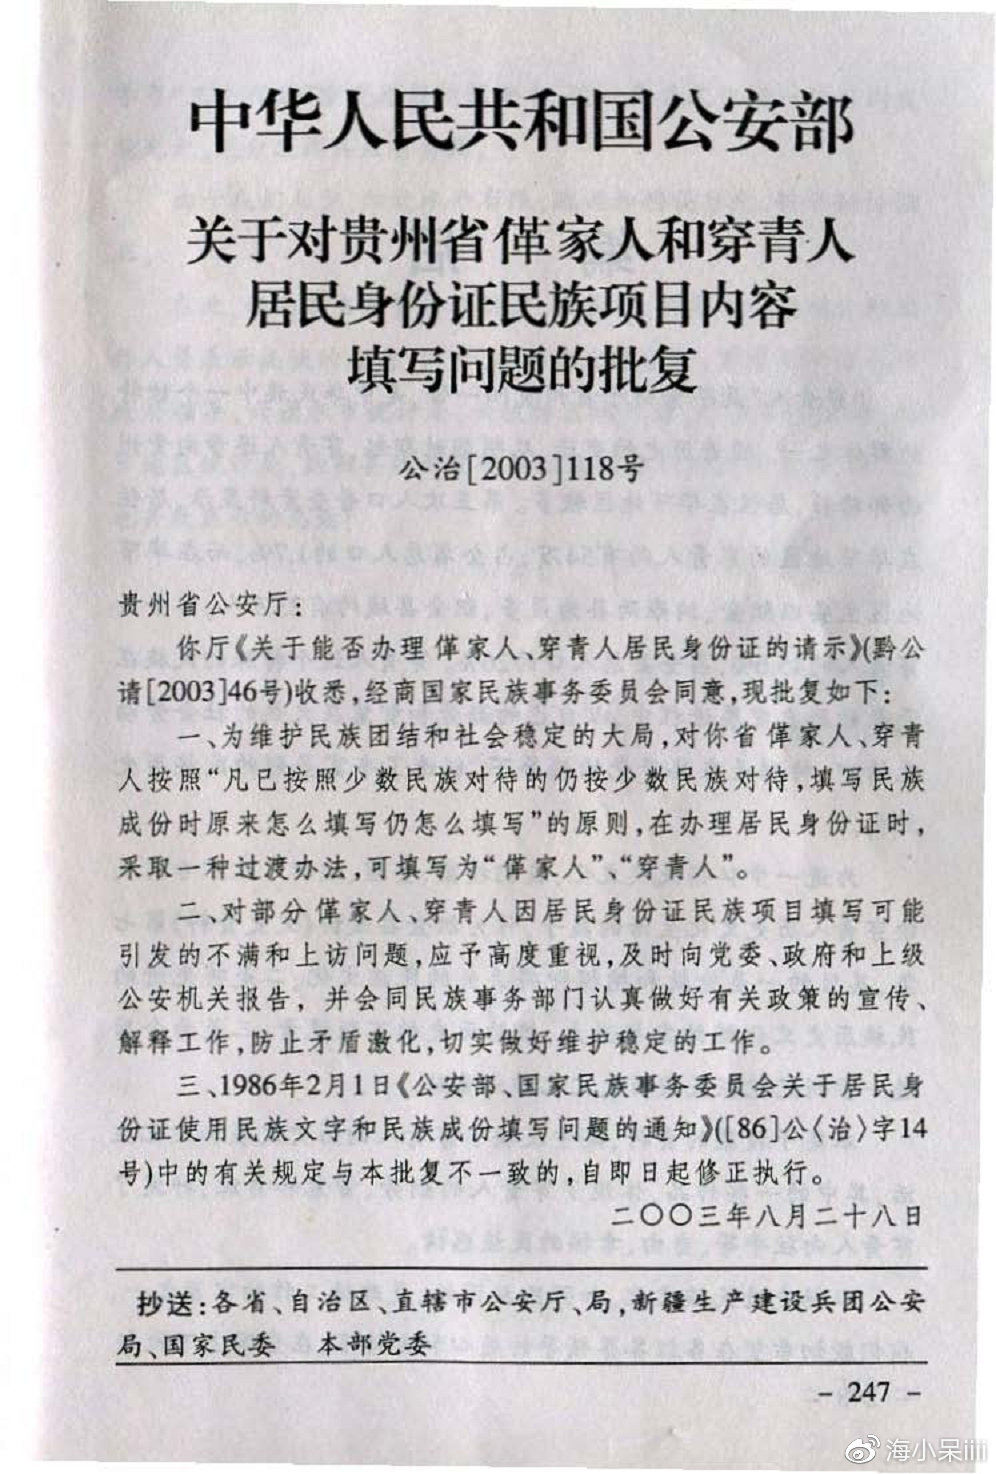 中华人民共和国公安部
关于对贵州省㑺家人和穿青人
居民身份证民族项目内容
填写问题的批复
公治[2003]118号
贵州省公安厅：
你厅《关于能否办理 㑺家人、穿青人居民身份证的请示》(黔公
请[2003]46号)收悉，经商国家民族事务委员会同意，现批复如下：
一、为维护民族团结和社会稳定的大局，对你省 㑺家人、穿青
人按照“凡已按照少数民族对待的仍按少数民族对待，填写民族
成份时原来怎么填写仍怎么填写”的原则，在办理居民身份证时，
采取一种过渡办法，可填写为“㑺家人”、“穿青人”。
二、对部分 㑺家人、穿青人因居民身份证民族项目填写可能
引发的不满和上访问题，应予高度重视，及时向党委、政府和上级
公安机关报告，并会同民族事务部门认真做好有关政策的宣传、
解释工作，防止矛盾激化，切实做好维护稳定的工作。
三、1986年2月1日《公安部、国家民族事务委员会关于居民身
份证使用民族文字和民族成份填写问题的通知》([86]公〈治〉字14
号)中的有关规定与本批复不一致的，自即日起修正执行。
二〇〇三年八月二十八日
抄送：各省、自治区、直辖市公安厅、局，新疆生产建设兵团公安
局、国家民委 本部党委
- 247 -
海小呆iiii